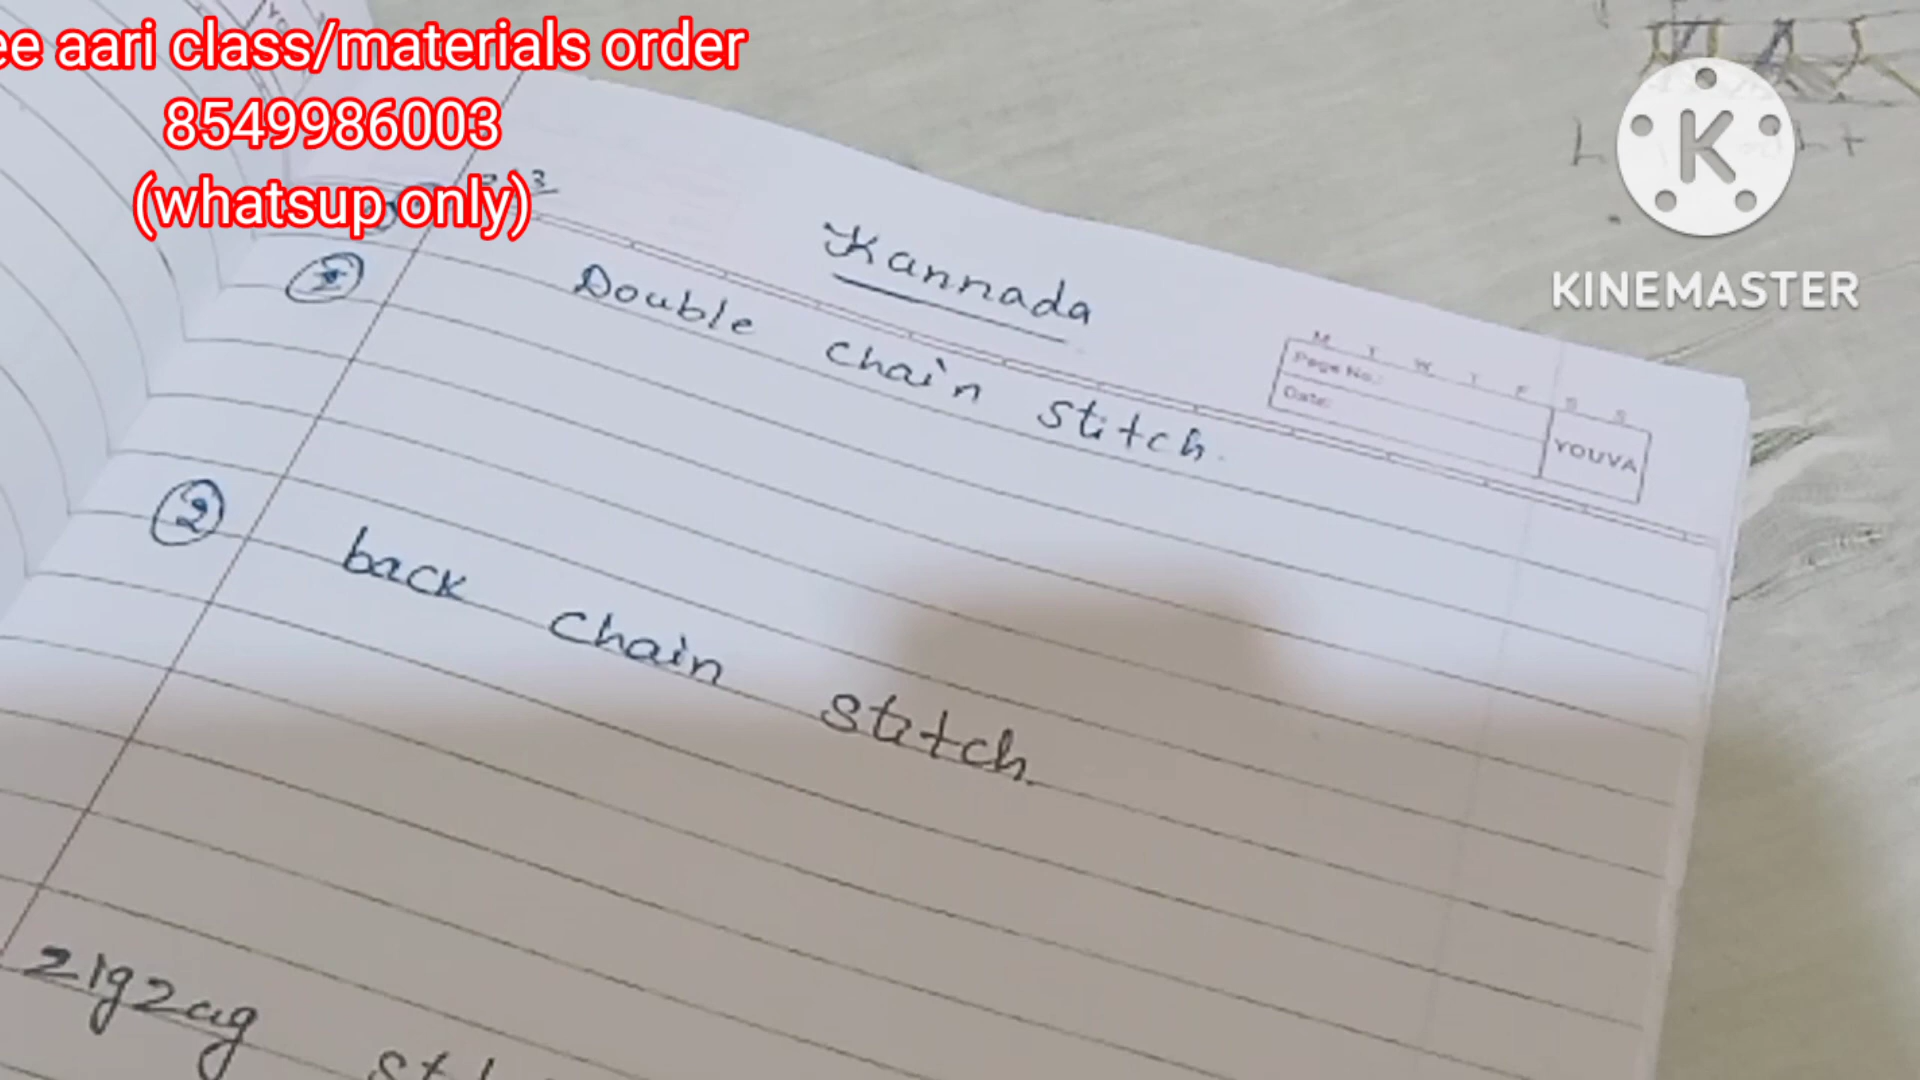 ee aari class/materials order
8549986003
(whatsup only)
KINEMASTER
Kannada
M T W T F S S
Page No.:
Date:
YOUVA
Double chain stitch.
② back chain stitch.
zigzag